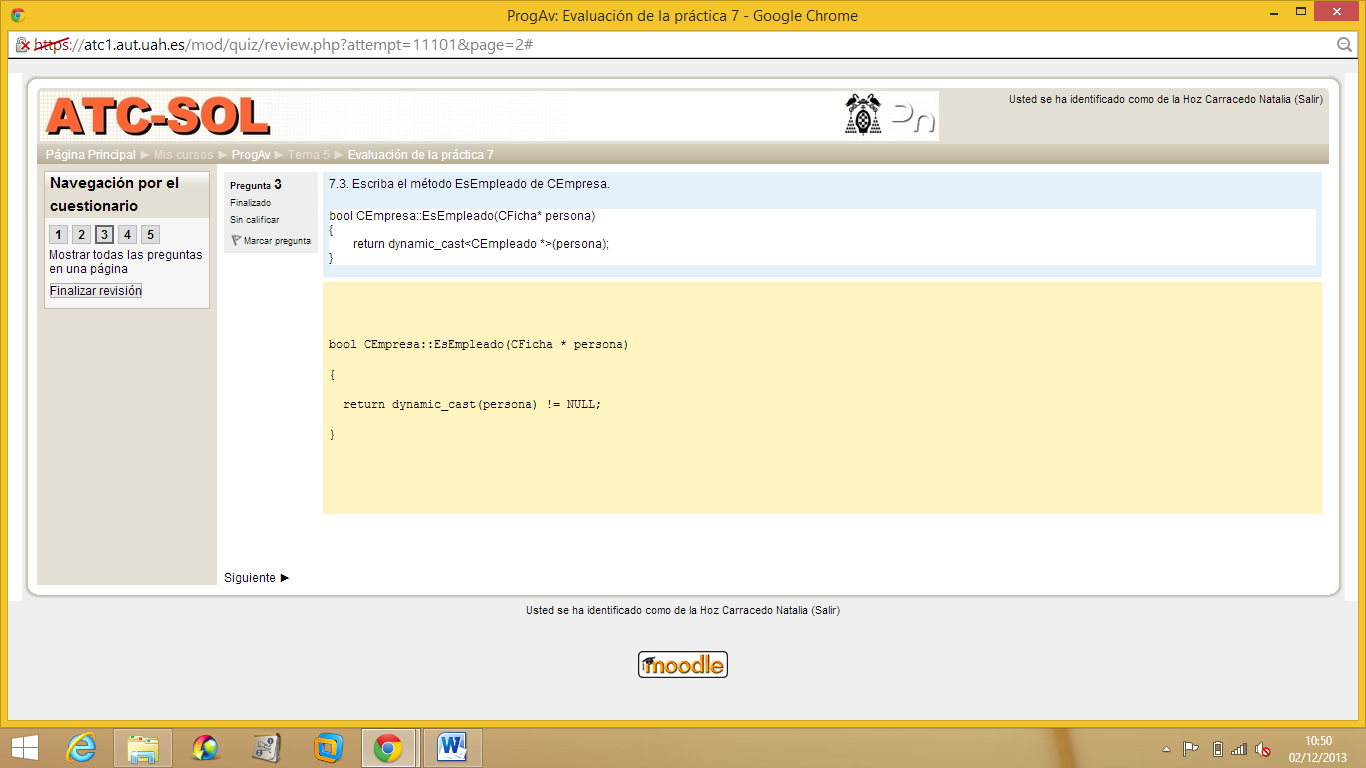 ProgAv: Evaluación de la práctica 7 - Google Chrome
https://atc1.aut.uah.es/mod/quiz/review.php?attempt=11101&page=2#
ATC-SOL
Usted se ha identificado como de la Hoz Carracedo Natalia (Salir)
Página Principal ► Mis cursos ► ProgAv ► Tema 5 ► Evaluación de la práctica 7
Navegación por el
cuestionario
1 2 3 4 5
Mostrar todas las preguntas
en una página
Finalizar revisión
Pregunta 3
Finalizado
Sin calificar
Marcar pregunta
7.3. Escriba el método EsEmpleado de CEmpresa.
bool CEmpresa::EsEmpleado(CFicha* persona)
{
return dynamic_cast<CEmpleado *>(persona);
}
bool CEmpresa::EsEmpleado(CFicha * persona)
{
return dynamic_cast(persona) != NULL;
}
Siguiente ►
Usted se ha identificado como de la Hoz Carracedo Natalia (Salir)
moodle
10:50
02/12/2013